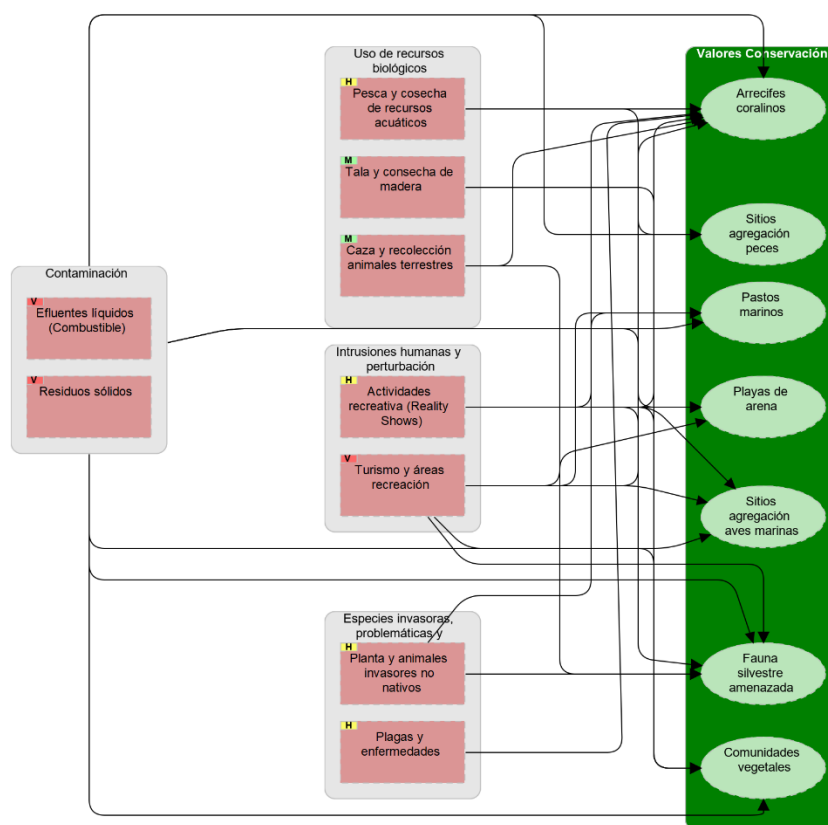 Uso de recursos
biológicos
H
Pesca y cosecha
de recursos
acuáticos
M
Tala y consecha de
madera
M
Caza y recolección
animales terrestres
Contaminación
V
Efluentes líquidos
(Combustible)
V
Residuos sólidos
Intrusiones humanas y
perturbación
H
Actividades
recreativa (Reality
Shows)
V
Turismo y áreas
recreación
Especies invasoras,
problemáticas y
H
Planta y animales
invasores no
nativos
H
Plagas y
enfermedades
Valores Conservación
Arrecifes
coralinos
Sitios
agregación
peces
Pastos
marinos
Playas de
arena
Sitios
agregación
aves marinas
Fauna
silvestre
amenazada
Comunidades
vegetales